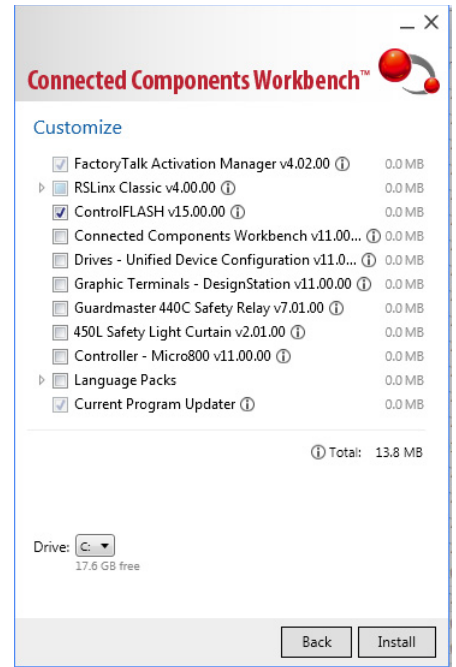 Connected Components Workbench™
Customize
FactoryTalk Activation Manager v4.02.00 0.0 MB
RSLinx Classic v4.00.00 0.0 MB
ControlFLASH v15.00.00 0.0 MB
Connected Components Workbench v11.00... 0.0 MB
Drives - Unified Device Configuration v11.0... 0.0 MB
Graphic Terminals - DesignStation v11.00.00 0.0 MB
Guardmaster 440C Safety Relay v7.01.00 0.0 MB
450L Safety Light Curtain v2.01.00 0.0 MB
Controller - Micro800 v11.00.00 0.0 MB
Language Packs 0.0 MB
Current Program Updater 0.0 MB
Total: 13.8 MB
Drive: C:
17.6 GB free
Back Install